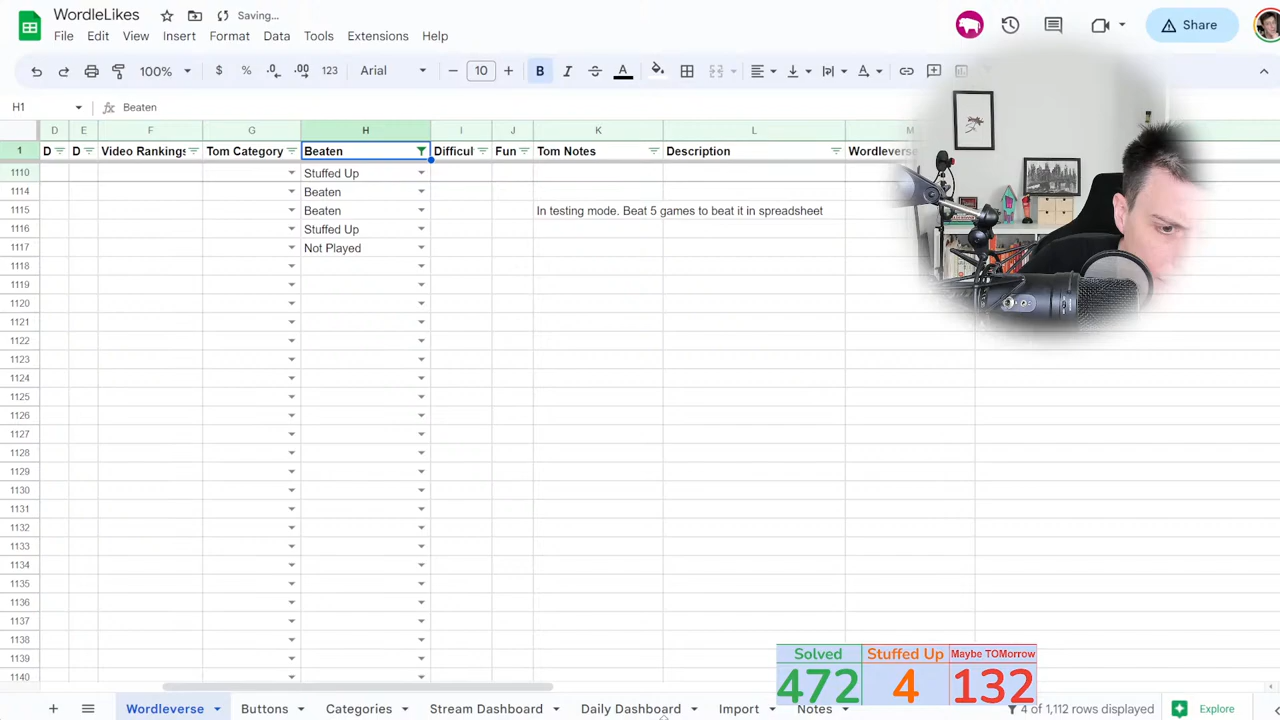 WordleLikes Saving...
File Edit View Insert Format Data Tools Extensions Help
Share
100% $ % .0 .00 123 Arial 10 B I A
H1 fx Beaten
D E F G H I J K L M
1 D D Video Rankings Tom Category Beaten Difficul Fun Tom Notes Description Wordleverse
1110 Stuffed Up
1114 Beaten
1115 Beaten In testing mode. Beat 5 games to beat it in spreadsheet
1116 Stuffed Up
1117 Not Played
1118
1119
1120
1121
1122
1123
1124
1125
1126
1127
1128
1129
1130
1131
1132
1133
1134
1135
1136
1137
1138
1139
1140
Solved Stuffed Up Maybe TOMorrow
472 4 132
Wordleverse Button Categories Stream Dashboard Daily Dashboard Import Notes 4 of 1,112 rows displayed Explore